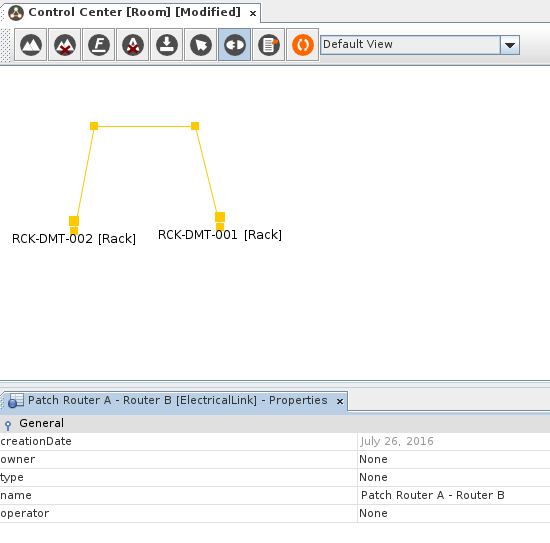 Control Center [Room] [Modified] ×
F A
Default View
RCK-DMT-002 [Rack] RCK-DMT-001 [Rack]
Patch Router A - Router B [ElectricalLink] - Properties ×
General
creationDate July 26, 2016
owner None
type None
name Patch Router A - Router B
operator None